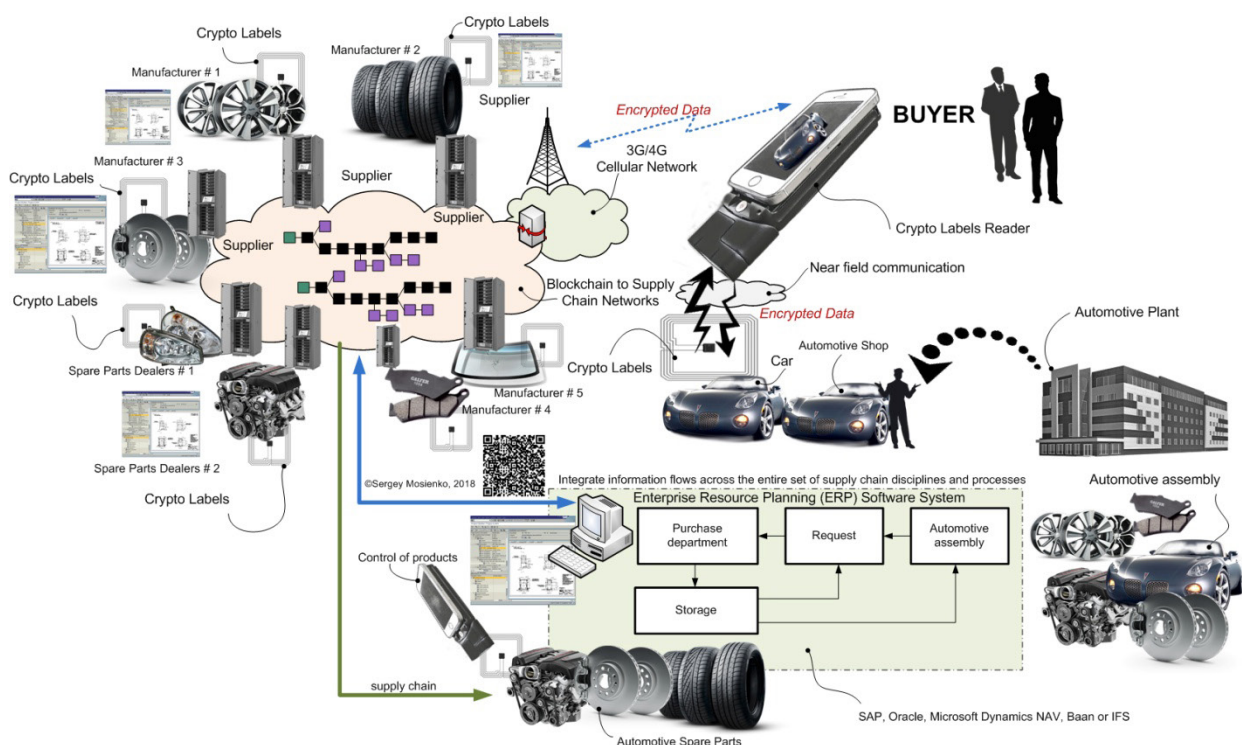 Crypto Labels
Manufacturer # 2
Crypto Labels
Manufacturer # 1
Supplier
Encrypted Data
BUYER
3G/4G
Cellular Network
Manufacturer # 3
Supplier
Crypto Labels
Supplier
Crypto Labels Reader
Supplier
Near field communication
Blockchain to Supply
Chain Networks
Crypto Labels
Encrypted Data
Automotive Plant
Automotive Shop
Car
Crypto Labels
Spare Parts Dealers # 1
Manufacturer # 5
Manufacturer # 4
Spare Parts Dealers # 2
©Sergey Mosienko, 2018
Crypto Labels
Integrate information flows across the entire set of supply chain disciplines and processes
Enterprise Resource Planning (ERP) Software System
Automotive assembly
Purchase
department
Request
Automotive
assembly
Control of products
Storage
supply chain
SAP, Oracle, Microsoft Dynamics NAV, Baan or IFS
Automotive Spare Parts